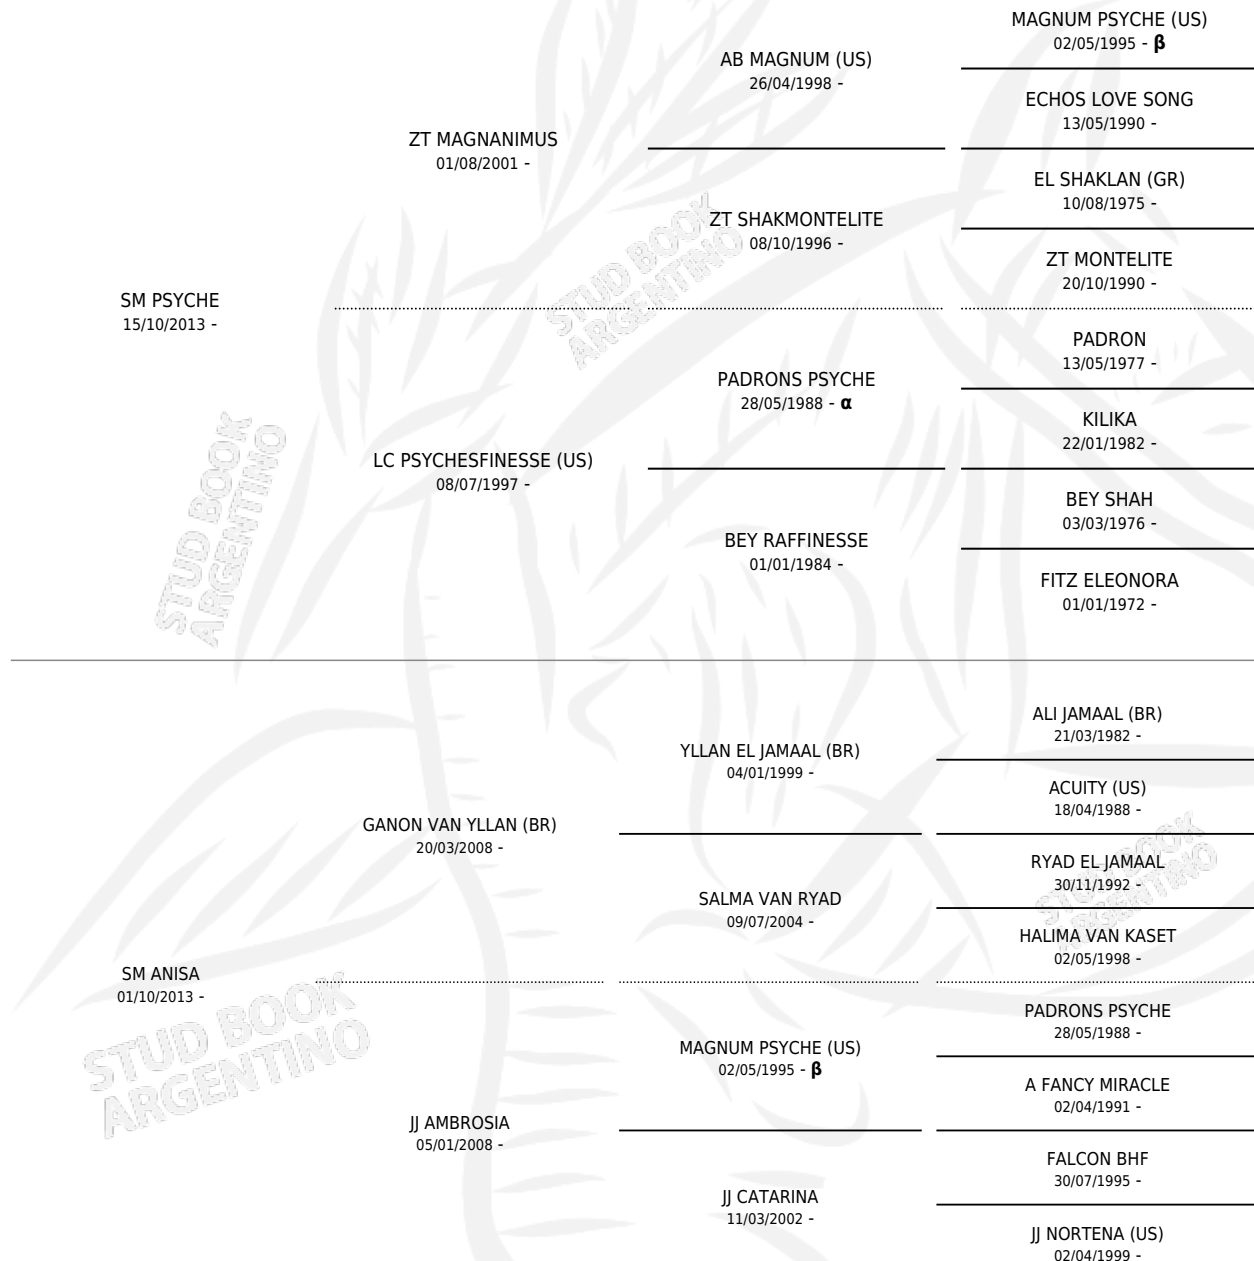 MAGNUM PSYCHE (US)
02/05/1995 - β
AB MAGNUM (US)
26/04/1998 -
ECHOS LOVE SONG
13/05/1990 -
ZT MAGNANIMUS
01/08/2001 -
EL SHAKLAN (GR)
10/08/1975 -
ZT SHAKMONTELITE
08/10/1996 -
ZT MONTELITE
20/10/1990 -
SM PSYCHE
15/10/2013 -
PADRON
13/05/1977 -
PADRONS PSYCHE
28/05/1988 - α
KILIKA
22/01/1982 -
LC PSYCHESFINESSE (US)
08/07/1997 -
BEY SHAH
03/03/1976 -
BEY RAFFINESSE
01/01/1984 -
FITZ ELEONORA
01/01/1972 -
STUD BOOK
ARGENTINO
STUD BOOK
ARGENTINO
ALI JAMAAL (BR)
21/03/1982 -
YLLAN EL JAMAAL (BR)
04/01/1999 -
ACUITY (US)
18/04/1988 -
GANON VAN YLLAN (BR)
20/03/2008 -
RYAD EL JAMAAL
30/11/1992 -
SALMA VAN RYAD
09/07/2004 -
HALIMA VAN KASET
02/05/1998 -
STUD BOOK
ARGENTINO
SM ANISA
01/10/2013 -
PADRONS PSYCHE
28/05/1988 -
MAGNUM PSYCHE (US)
02/05/1995 - β
A FANCY MIRACLE
02/04/1991 -
JJ AMBROSIA
05/01/2008 -
FALCON BHF
30/07/1995 -
JJ CATARINA
11/03/2002 -
JJ NORTENA (US)
02/04/1999 -
STUD BOOK
ARGENTINO